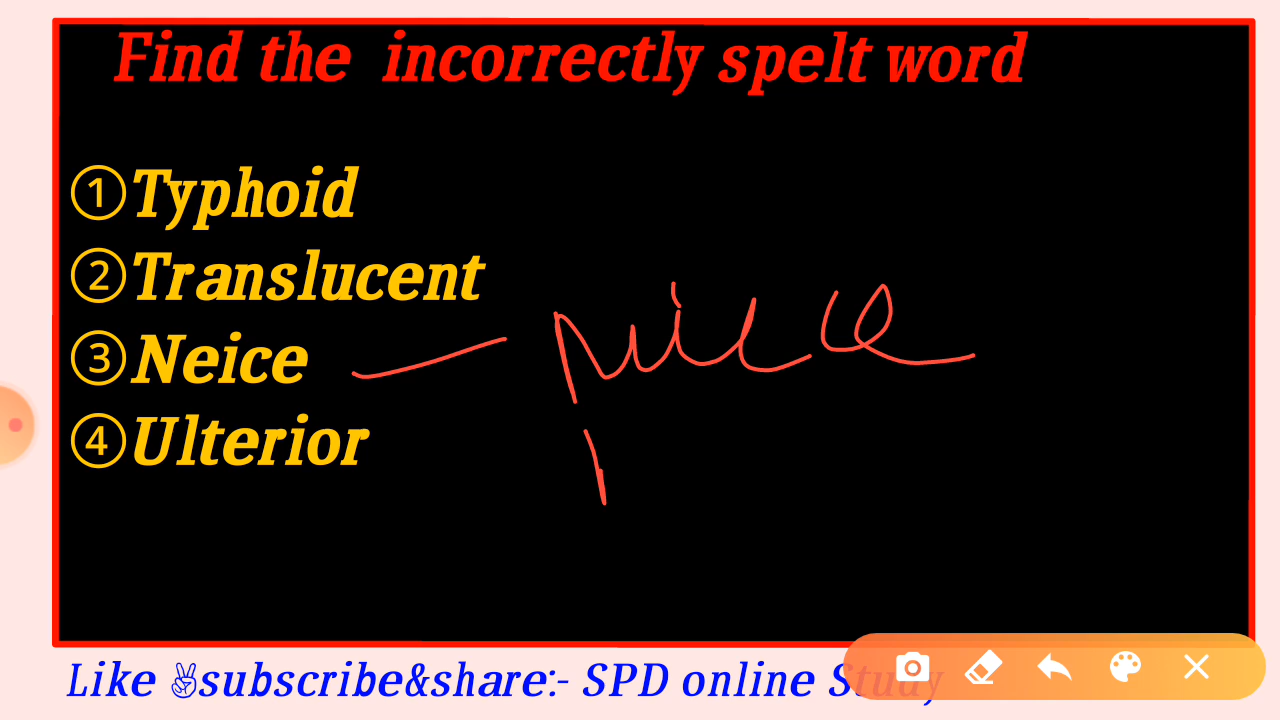 Find the incorrectly spelt word
①Typhoid
②Translucent
③Neice
niece
④Ulterior
Like ✌subscribe&share:- SPD online Study